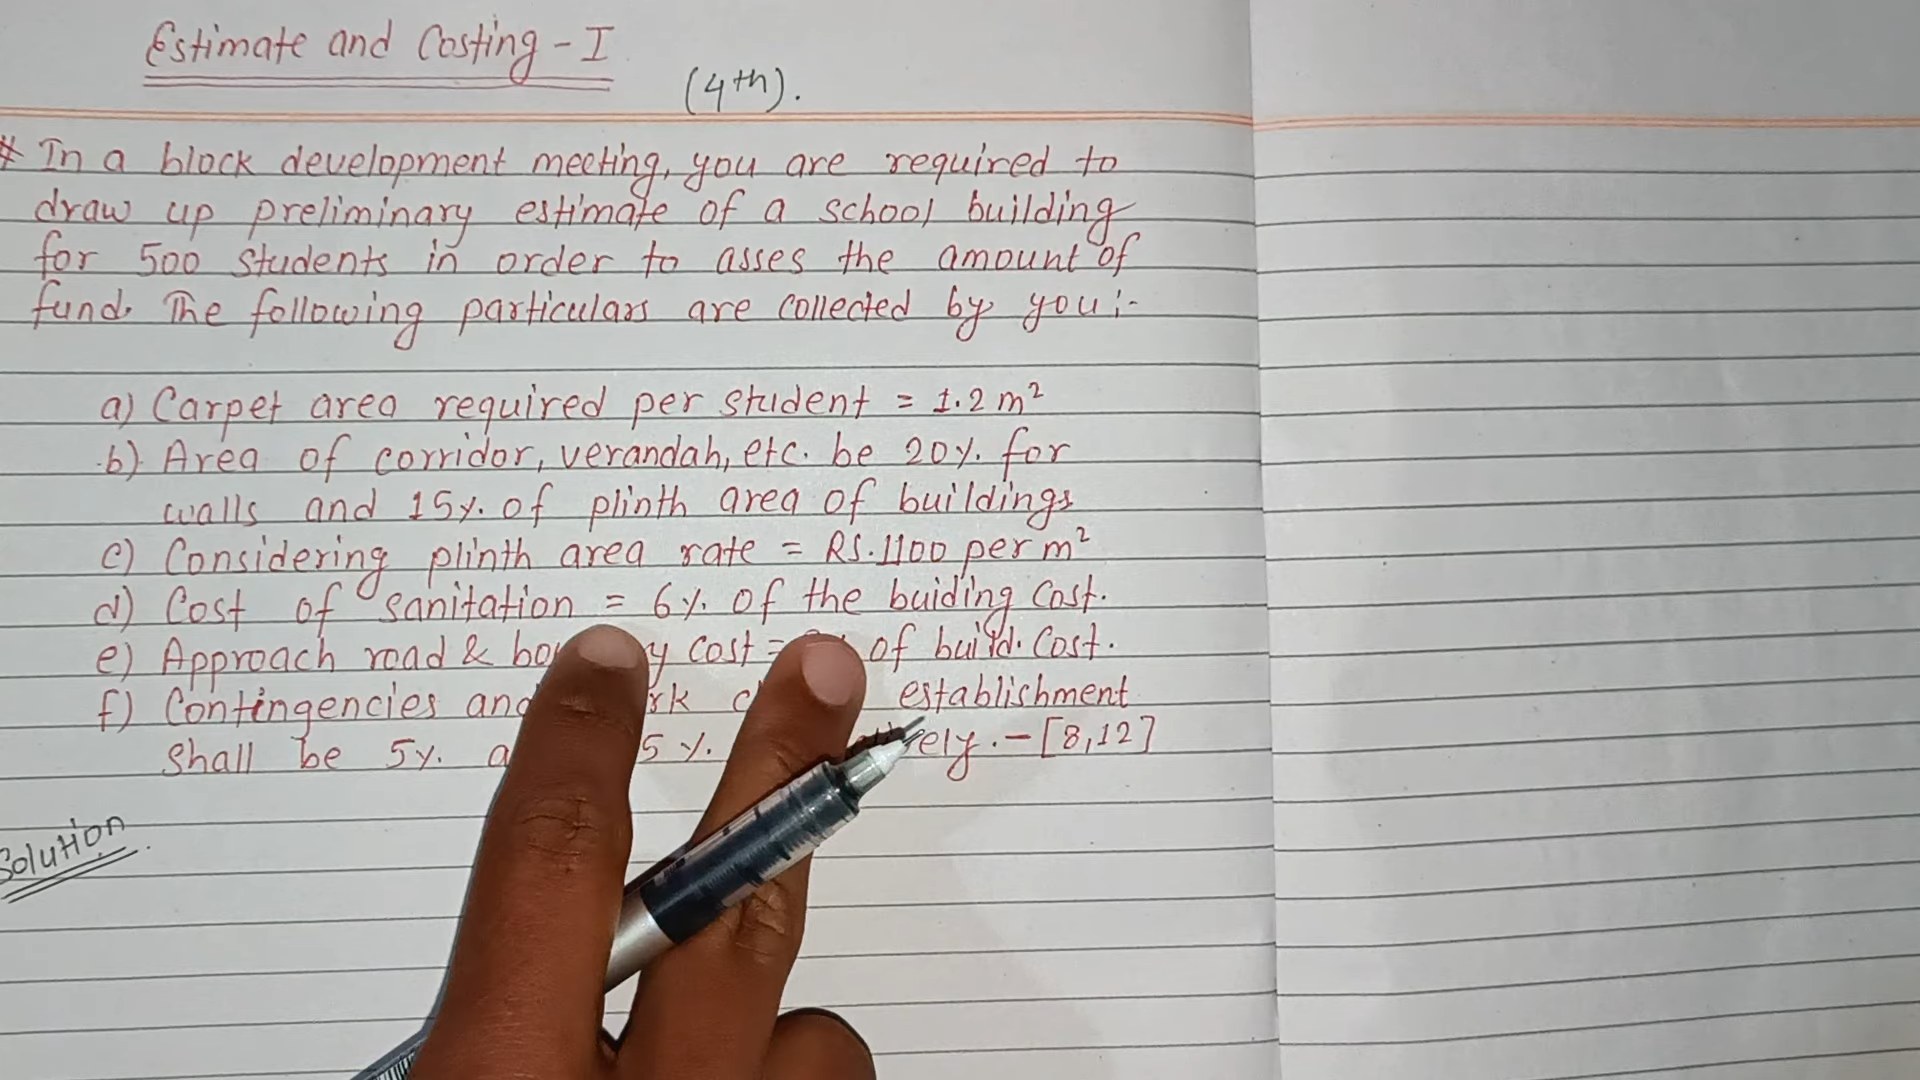 Estimate and Costing - I
(4th).
# In a block development meeting, you are required to
draw up preliminary estimate of a school building
for 500 students in order to asses the amount of
fund. The following particulars are collected by you :-
a) Carpet area required per student = 1.2 m²
b) Area of corridor, verandah, etc. be 20%. for
walls and 15%. of plinth area of buildings
c) Considering plinth area rate = RS. 1100 per m²
d) Cost of sanitation = 6%. of the buiding Cost.
e) Approach road & cost = of build. Cost.
f) Contingencies and establishment
shall be 5%. 5%. - [8,12]
Solution